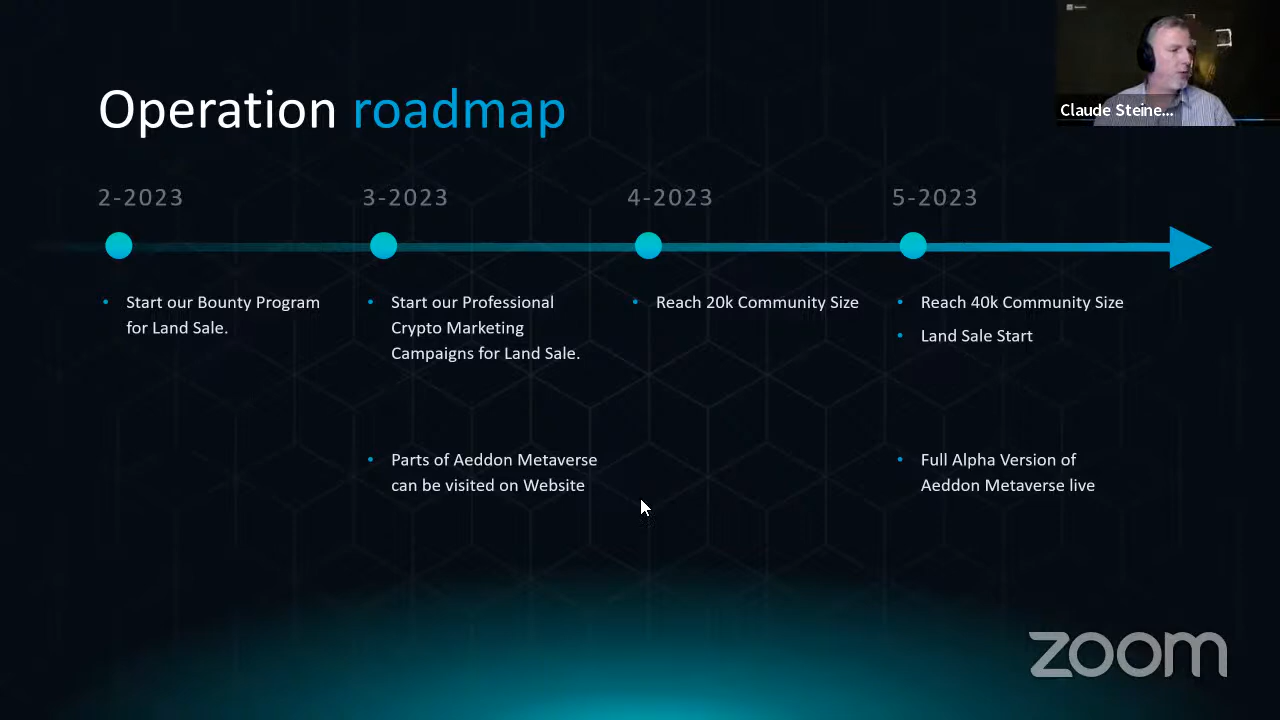 Claude Steine...
Operation roadmap
2-2023
3-2023
4-2023
5-2023
• Start our Bounty Program
for Land Sale.
• Start our Professional
Crypto Marketing
Campaigns for Land Sale.
• Reach 20k Community Size
• Reach 40k Community Size
• Land Sale Start
• Parts of Aeddon Metaverse
can be visited on Website
• Full Alpha Version of
Aeddon Metaverse live
zoom